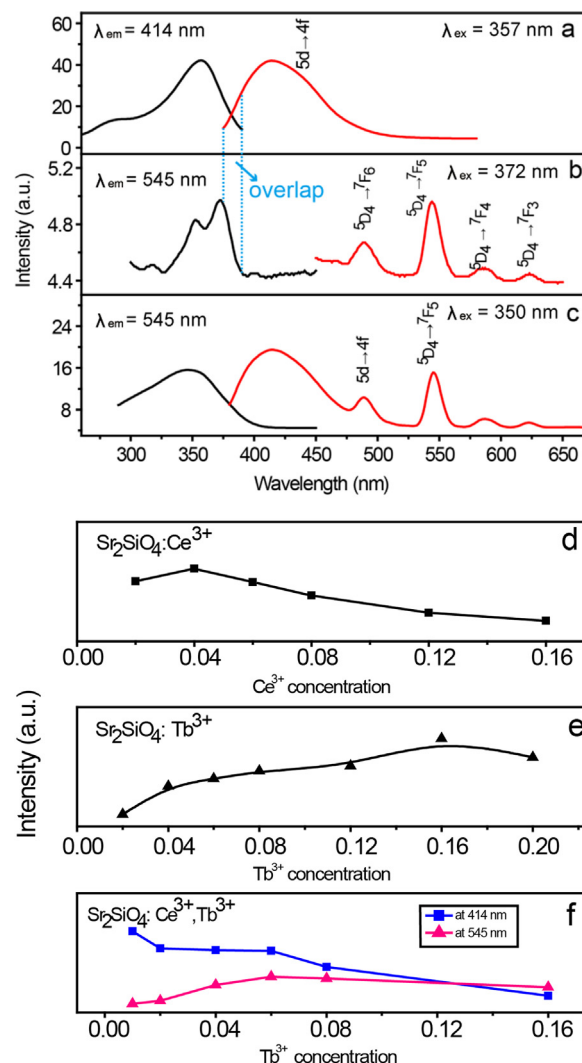 λem = 414 nm
5d→4f
λex = 357 nm
a
60
40
20
0
overlap
λem = 545 nm
⁵D₄→⁷F₆
⁵D₄→⁷F₅
⁵D₄→⁷F₄
⁵D₄→⁷F₃
λex = 372 nm
b
5.2
4.8
4.4
Intensity (a.u.)
λem = 545 nm
5d→4f
⁵D₄→⁷F₅
λex = 350 nm
c
24
16
8
300 350 400 450 500 550 600 650
Wavelength (nm)
Sr₂SiO₄:Ce³⁺
d
0.00 0.04 0.08 0.12 0.16
Ce³⁺ concentration
Intensity (a.u.)
Sr₂SiO₄: Tb³⁺
e
0.00 0.04 0.08 0.12 0.16 0.20
Tb³⁺ concentration
Sr₂SiO₄: Ce³⁺,Tb³⁺
at 414 nm
at 545 nm
f
0.00 0.04 0.08 0.12 0.16
Tb³⁺ concentration